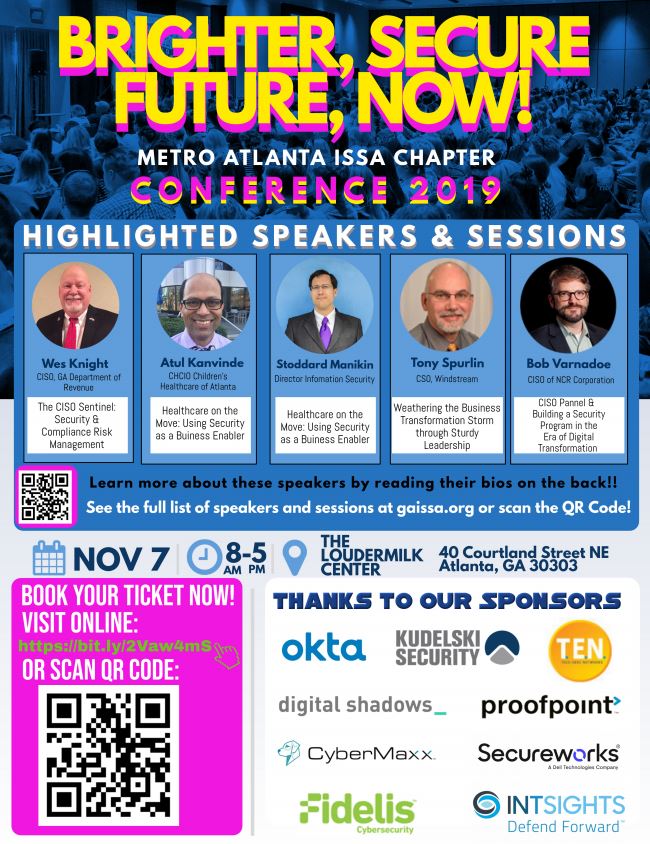 BRIGHTER, SECURE
FUTURE, NOW!
METRO ATLANTA ISSA CHAPTER
CONFERENCE 2019
HIGHLIGHTED SPEAKERS & SESSIONS
Wes Knight
CISO, GA Department of
Revenue
The CISO Sentinel:
Security &
Compliance Risk
Management
Atul Kanvinde
CHCIO Children's
Healthcare of Atlanta
Healthcare on the
Move: Using Security
as a Buiness Enabler
Stoddard Manikin
Director Infomation Security
Healthcare on the
Move: Using Security
as a Buiness Enabler
Tony Spurlin
CSO, Windstream
Weathering the Business
Transformation Storm
through Sturdy
Leadership
Bob Varnadoe
CISO of NCR Corporation
CISO Pannel &
Building a Security
Program in the
Era of Digital
Transformation
Learn more about these speakers by reading their bios on the back!!
See the full list of speakers and sessions at gaissa.org or scan the QR Code!
NOV 7
8-5
AM PM
THE
LOUDERMILK
CENTER
40 Courtland Street NE
Atlanta, GA 30303
BOOK YOUR TICKET NOW!
VISIT ONLINE:
https://bit.ly/2Vaw4mS
OR SCAN QR CODE:
THANKS TO OUR SPONSORS
okta
KUDELSKI
SECURITY
T.E.N.
digital shadows_
proofpoint
CyberMaxx
Secureworks
A Dell Technologies Company
Fidelis
Cybersecurity
INTSIGHTS
Defend Forward™